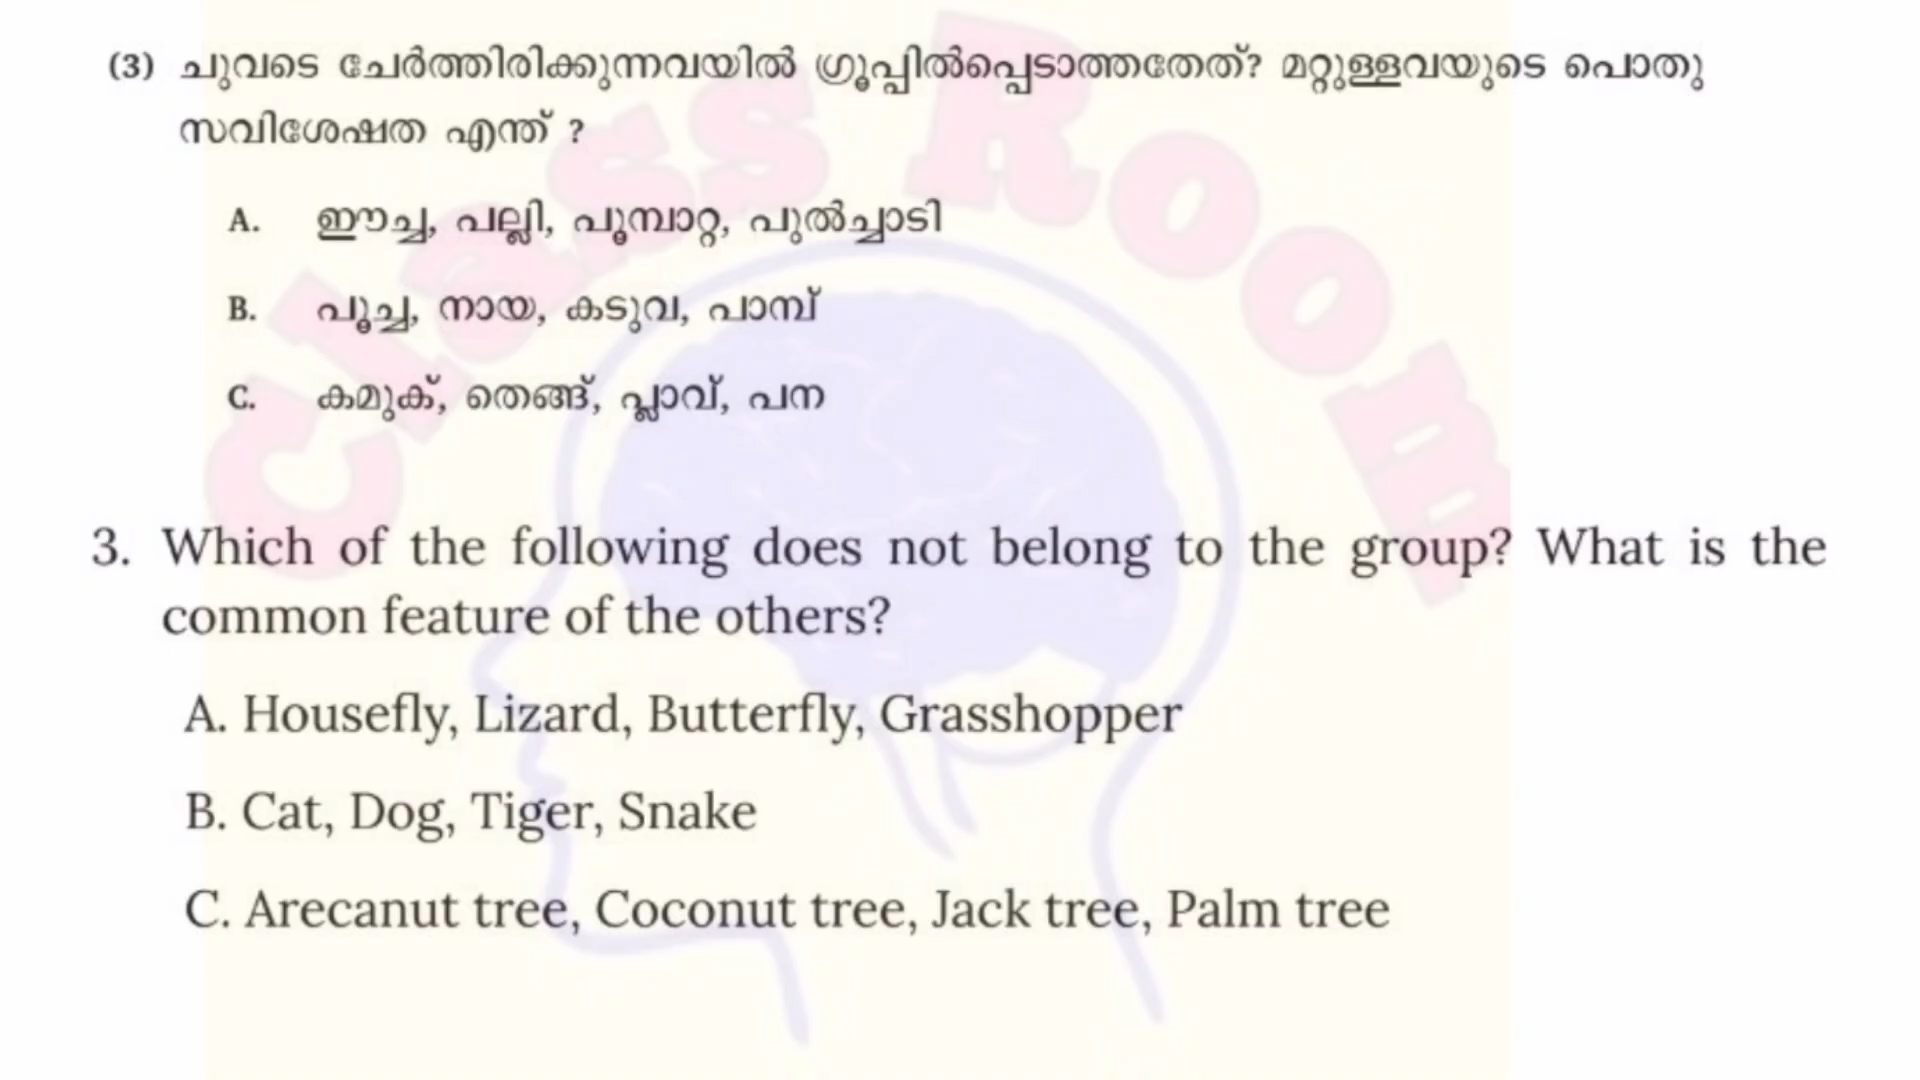 (3) ചുവടെ ചേർത്തിരിക്കുന്നവയിൽ ഗ്രൂപ്പിൽപ്പെടാത്തതേത്? മറ്റുള്ളവയുടെ പൊതു
സവിശേഷത എന്ത് ?
A. ഈച്ച, പല്ലി, പൂമ്പാറ്റ, പുൽച്ചാടി
B. പൂച്ച, നായ, കടുവ, പാമ്പ്
C. കമുക്, തെങ്ങ്, പ്ലാവ്, പന
3. Which of the following does not belong to the group? What is the
common feature of the others?
A. Housefly, Lizard, Butterfly, Grasshopper
B. Cat, Dog, Tiger, Snake
C. Arecanut tree, Coconut tree, Jack tree, Palm tree
Class Room